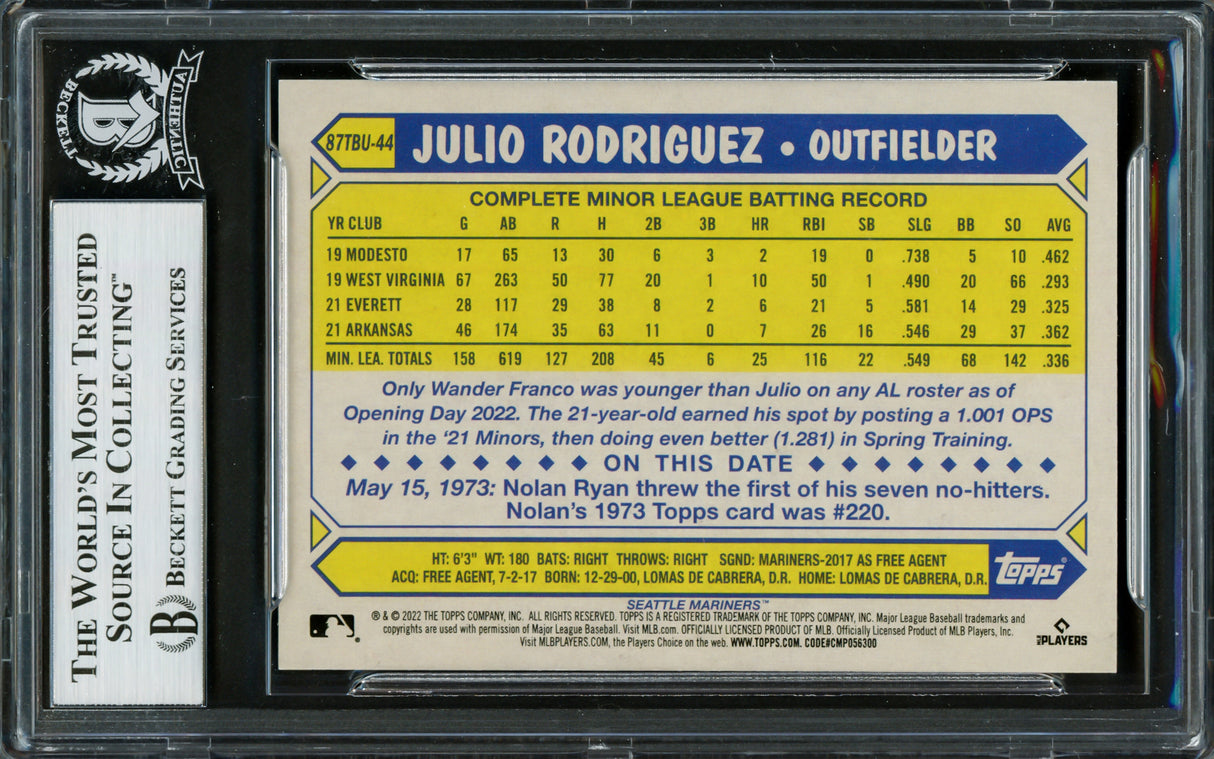 BECKETT
B
AUTHENTIC
THE WORLD'S MOST TRUSTED
SOURCE IN COLLECTING™
B BECKETT GRADING SERVICES
87TBU-44 JULIO RODRIGUEZ • OUTFIELDER
COMPLETE MINOR LEAGUE BATTING RECORD
YR CLUB G AB R H 2B 3B HR RBI SB SLG BB SO AVG
19 MODESTO 17 65 13 30 6 3 2 19 0 .738 5 10 .462
19 WEST VIRGINIA 67 263 50 77 20 1 10 50 1 .490 20 66 .293
21 EVERETT 28 117 29 38 8 2 6 21 5 .581 14 29 .325
21 ARKANSAS 46 174 35 63 11 0 7 26 16 .546 29 37 .362
MIN. LEA. TOTALS 158 619 127 208 45 6 25 116 22 .549 68 142 .336
Only Wander Franco was younger than Julio on any AL roster as of
Opening Day 2022. The 21-year-old earned his spot by posting a 1.001 OPS
in the '21 Minors, then doing even better (1.281) in Spring Training.
◆ ◆ ◆ ◆ ◆ ◆ ◆ ◆ ON THIS DATE ◆ ◆ ◆ ◆ ◆ ◆ ◆ ◆
May 15, 1973: Nolan Ryan threw the first of his seven no-hitters.
Nolan's 1973 Topps card was #220.
HT: 6'3" WT: 180 BATS: RIGHT THROWS: RIGHT SGND: MARINERS-2017 AS FREE AGENT
ACQ: FREE AGENT, 7-2-17 BORN: 12-29-00, LOMAS DE CABRERA, D.R. HOME: LOMAS DE CABRERA, D.R.
TOPPS
SEATTLE MARINERS™
® & © 2022 THE TOPPS COMPANY, INC. ALL RIGHTS RESERVED. TOPPS IS A REGISTERED TRADEMARK OF THE TOPPS COMPANY, INC. Major League Baseball trademarks and
copyrights are used with permission of Major League Baseball. Visit MLB.com. OFFICIALLY LICENSED PRODUCT OF MLB. Officially Licensed Product of MLB Players, Inc.
Visit MLBPLAYERS.COM, the Players Choice on the web. WWW.TOPPS.COM. CODE#CMP056300
MLB PLAYERS